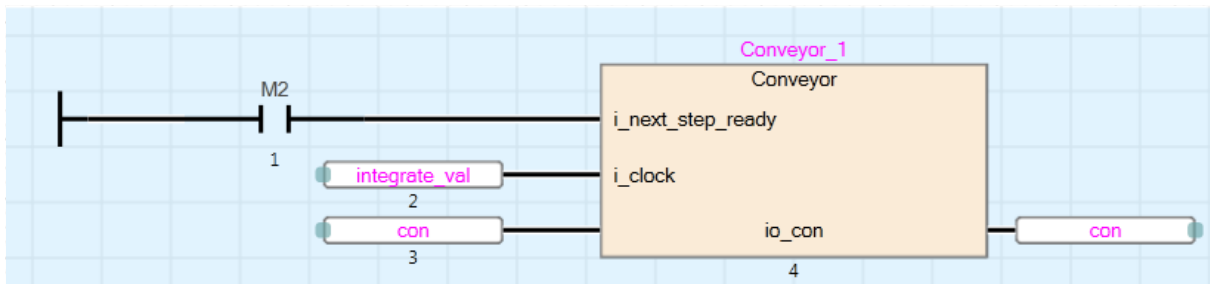 Conveyor_1
Conveyor
M2
i_next_step_ready
1
integrate_val
i_clock
2
con
io_con
con
3
4